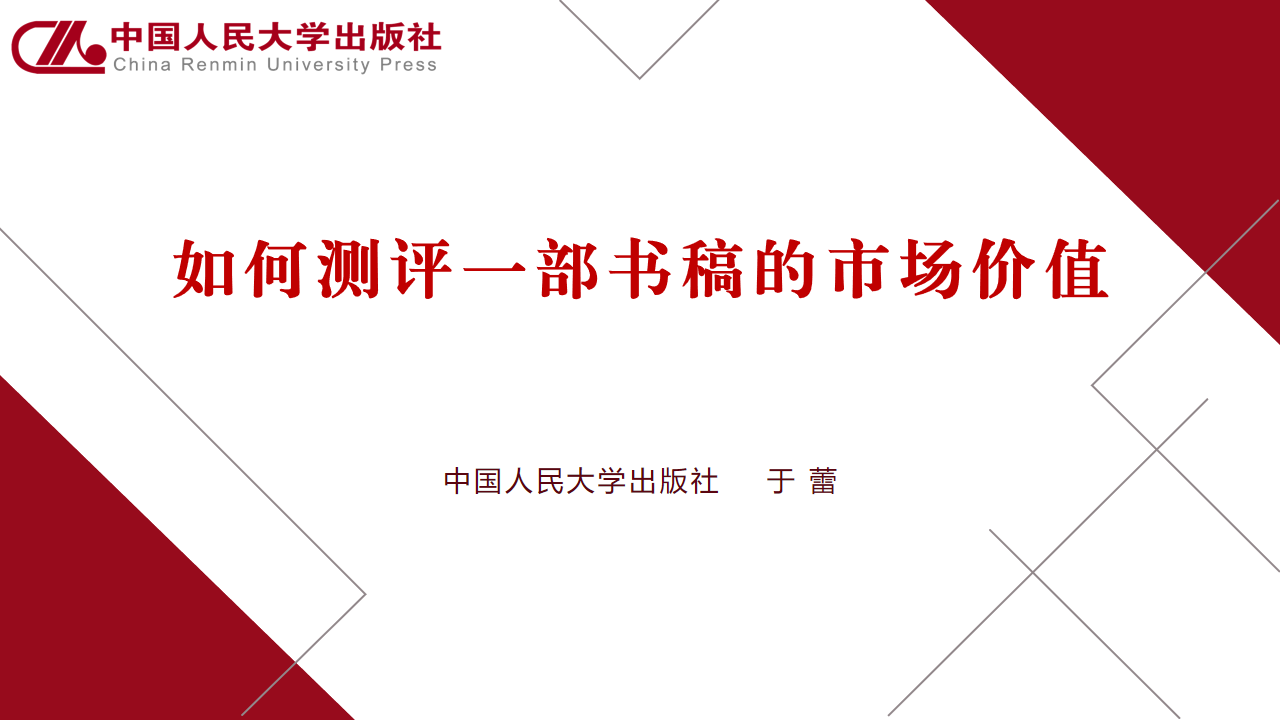 中国人民大学出版社
China Renmin University Press
如何测评一部书稿的市场价值
中国人民大学出版社 于 蕾